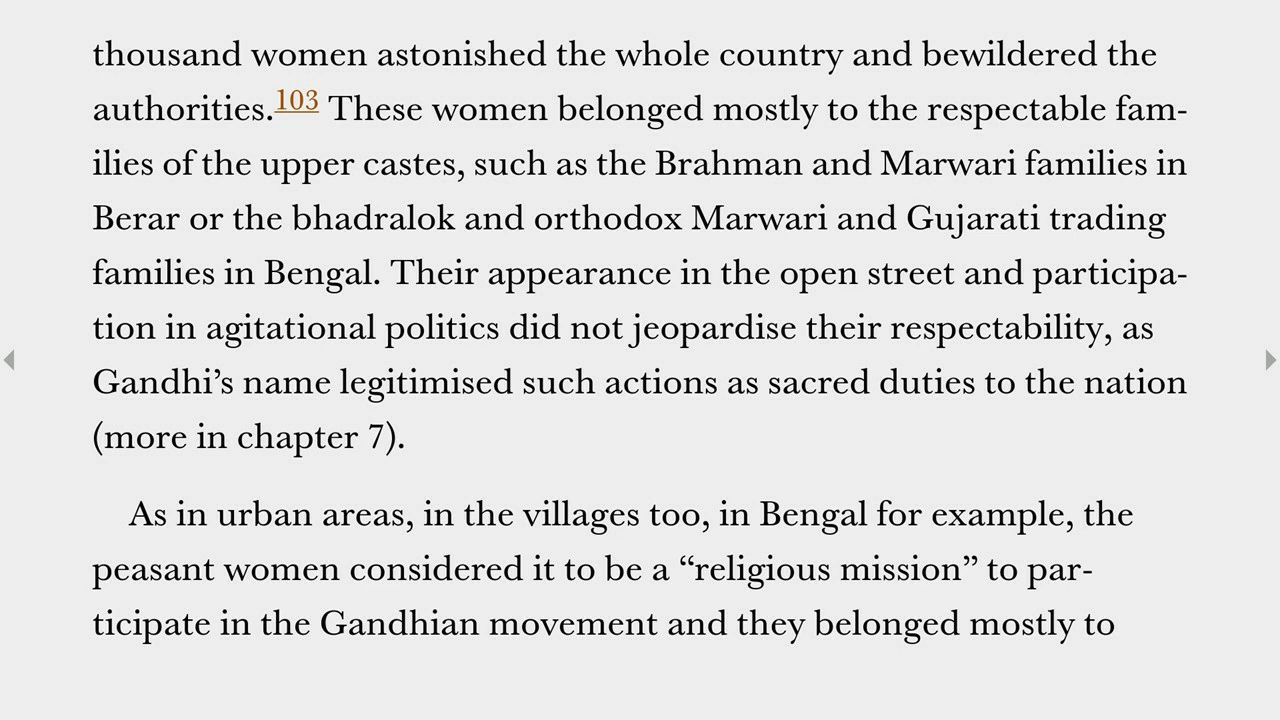 thousand women astonished the whole country and bewildered the
authorities.103 These women belonged mostly to the respectable fam-
ilies of the upper castes, such as the Brahman and Marwari families in
Berar or the bhadralok and orthodox Marwari and Gujarati trading
families in Bengal. Their appearance in the open street and participa-
tion in agitational politics did not jeopardise their respectability, as
Gandhi’s name legitimised such actions as sacred duties to the nation
(more in chapter 7).
As in urban areas, in the villages too, in Bengal for example, the
peasant women considered it to be a “religious mission” to par-
ticipate in the Gandhian movement and they belonged mostly to